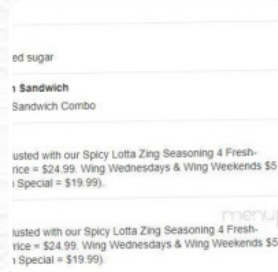 ed sugar
Sandwich
Sandwich Combo
usted with our Spicy Lotta Zing Seasoning 4 Fresh-
rice = $24.99. Wing Wednesdays & Wing Weekends $5
Special = $19.99).
menu
usted with our Spicy Lotta Zing Seasoning 4 Fresh-
rice = $24.99. Wing Wednesdays & Wing Weekends $5
Special = $19.99).